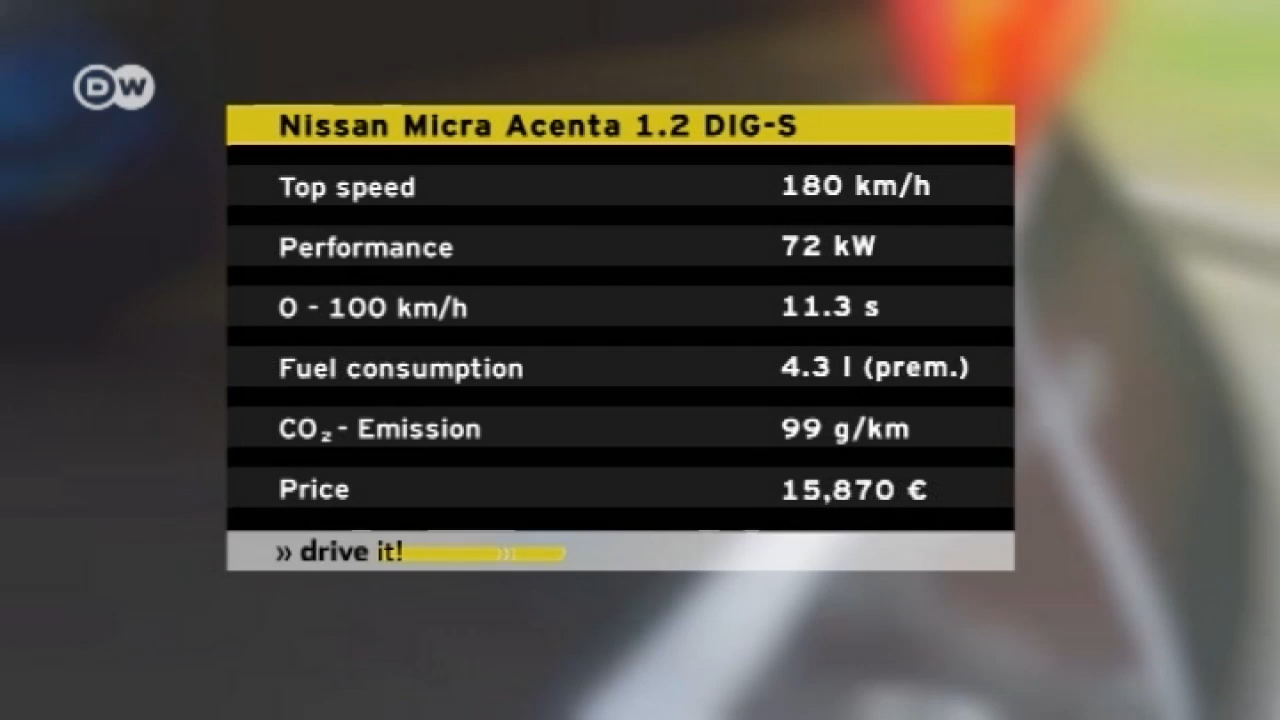 DW
Nissan Micra Acenta 1.2 DIG-S
Top speed 180 km/h
Performance 72 kW
0 - 100 km/h 11.3 s
Fuel consumption 4.3 l (prem.)
CO₂- Emission 99 g/km
Price 15,870 €
» drive it!